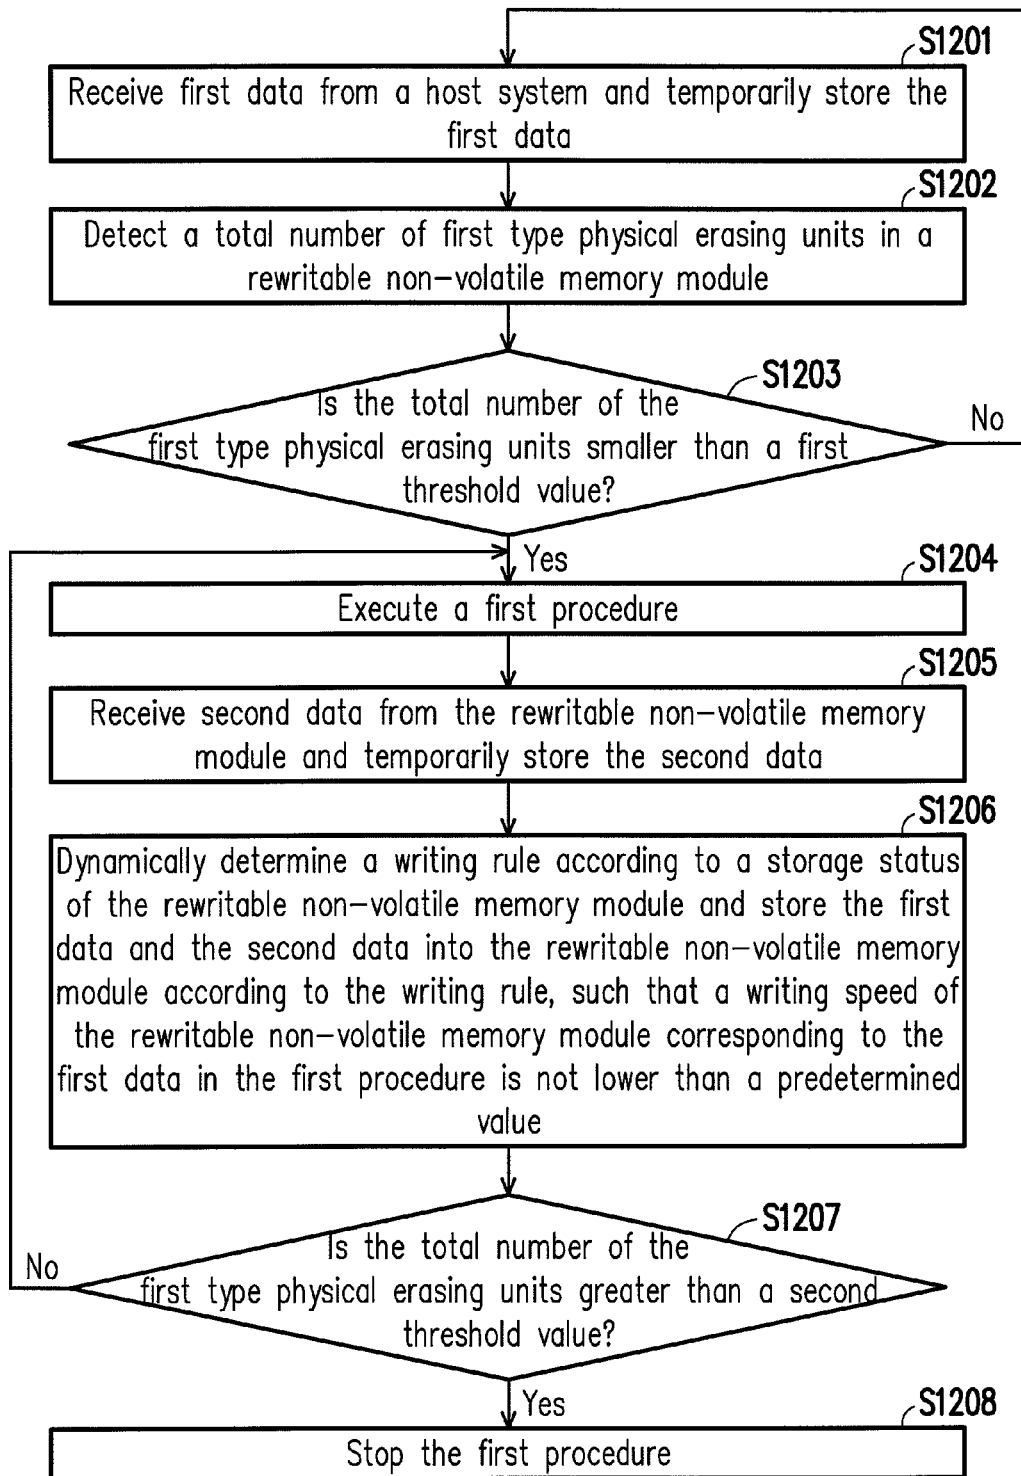 S1201
Receive first data from a host system and temporarily store the
first data
S1202
Detect a total number of first type physical erasing units in a
rewritable non-volatile memory module
S1203
Is the total number of the
first type physical erasing units smaller than a first
threshold value?
No
Yes
S1204
Execute a first procedure
S1205
Receive second data from the rewritable non-volatile memory
module and temporarily store the second data
S1206
Dynamically determine a writing rule according to a storage status
of the rewritable non-volatile memory module and store the first
data and the second data into the rewritable non-volatile memory
module according to the writing rule, such that a writing speed of
the rewritable non-volatile memory module corresponding to the
first data in the first procedure is not lower than a predetermined
value
S1207
Is the total number of the
first type physical erasing units greater than a second
threshold value?
No
Yes
S1208
Stop the first procedure